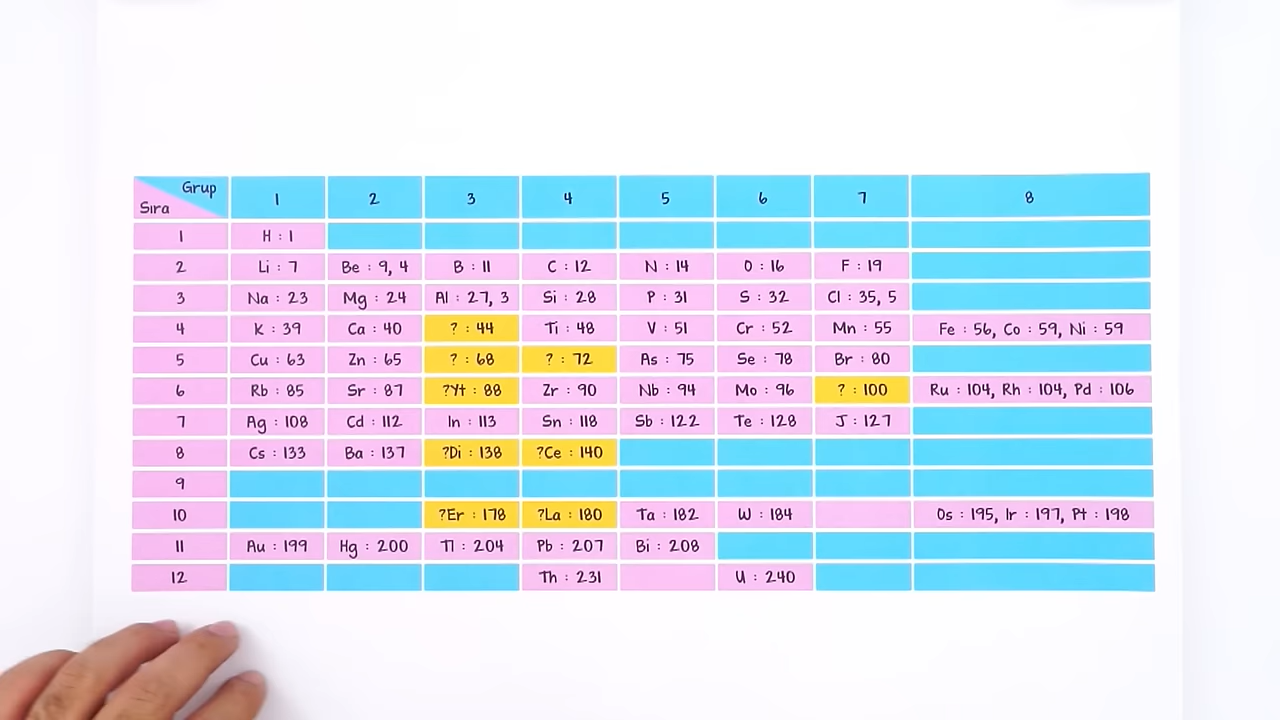 Grup
Sıra 1 2 3 4 5 6 7 8
1 H : 1
2 Li : 7 Be : 9, 4 B : 11 C : 12 N : 14 O : 16 F : 19
3 Na : 23 Mg : 24 Al : 27, 3 Si : 28 P : 31 S : 32 Cl : 35, 5
4 K : 39 Ca : 40 ? : 44 Ti : 48 V : 51 Cr : 52 Mn : 55 Fe : 56, Co : 59, Ni : 59
5 Cu : 63 Zn : 65 ? : 68 ? : 72 As : 75 Se : 78 Br : 80
6 Rb : 85 Sr : 87 ?Yt : 88 Zr : 90 Nb : 94 Mo : 96 ? : 100 Ru : 104, Rh : 104, Pd : 106
7 Ag : 108 Cd : 112 In : 113 Sn : 118 Sb : 122 Te : 128 J : 127
8 Cs : 133 Ba : 137 ?Di : 138 ?Ce : 140
9
10 ?Er : 178 ?La : 180 Ta : 182 W : 184 Os : 195, Ir : 197, Pt : 198
11 Au : 199 Hg : 200 Tl : 204 Pb : 207 Bi : 208
12 Th : 231 U : 240